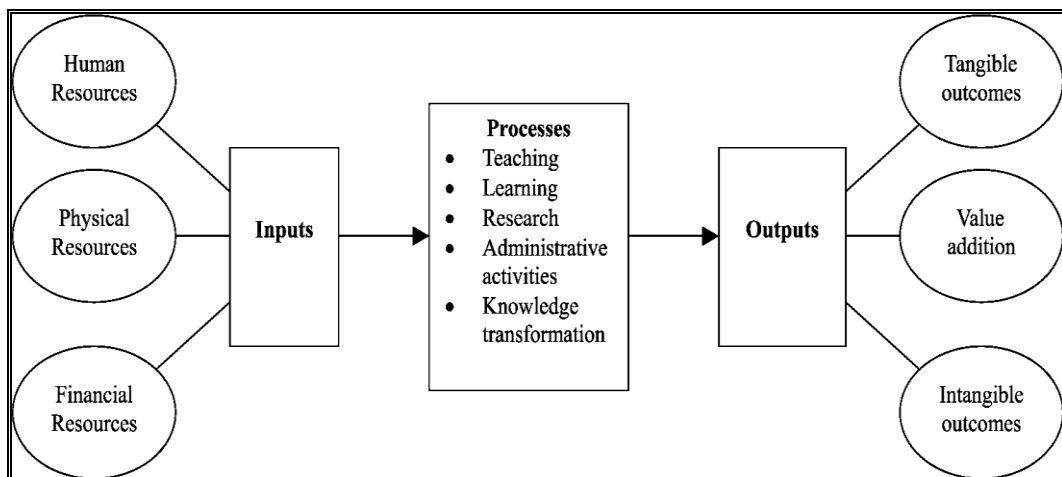 Human
Resources
Physical
Resources
Financial
Resources
Inputs
Processes
• Teaching
• Learning
• Research
• Administrative
activities
• Knowledge
transformation
Outputs
Tangible
outcomes
Value
addition
Intangible
outcomes